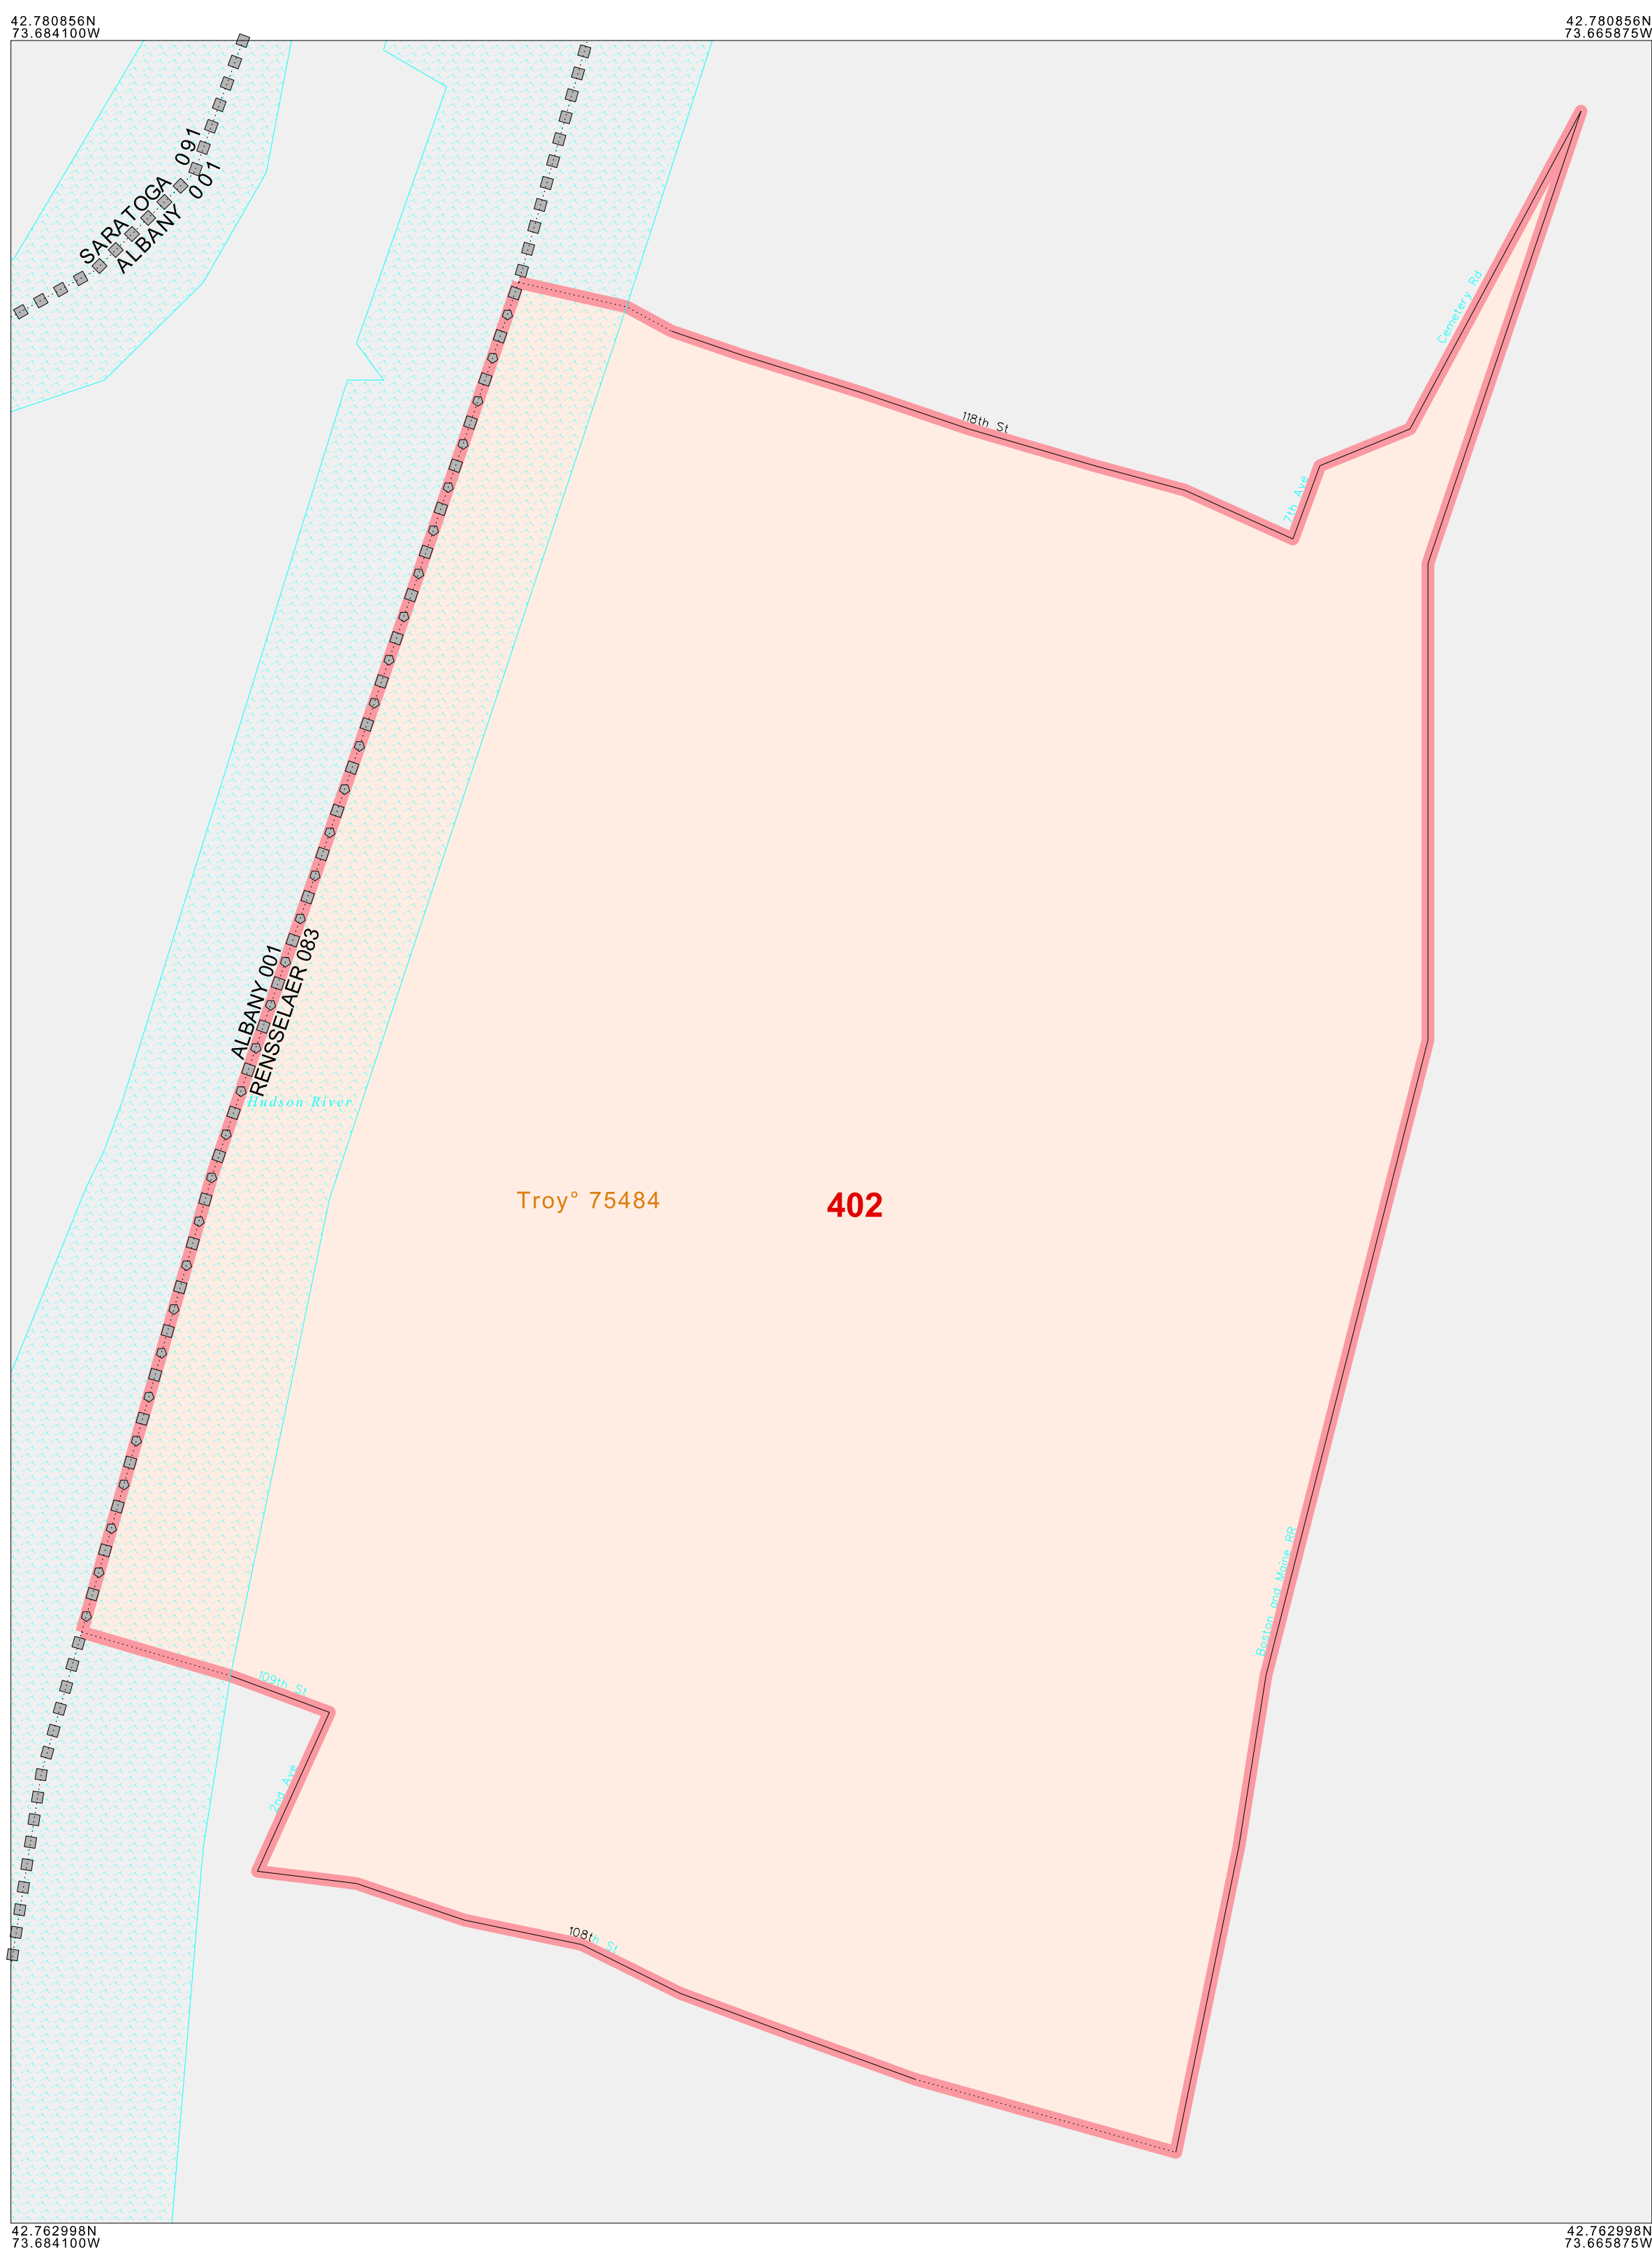 42.780856N
73.684100W
42.780856N
73.665875W
SARATOGA 091
ALBANY 001
Cemetery Rd
118th St
7th Ave
ALBANY 001
RENSSELAER 083
Hudson River
Troy° 75484
402
Boston and Maine RR
109th St
2nd Ave
108th St
42.762998N
73.684100W
42.762998N
73.665875W